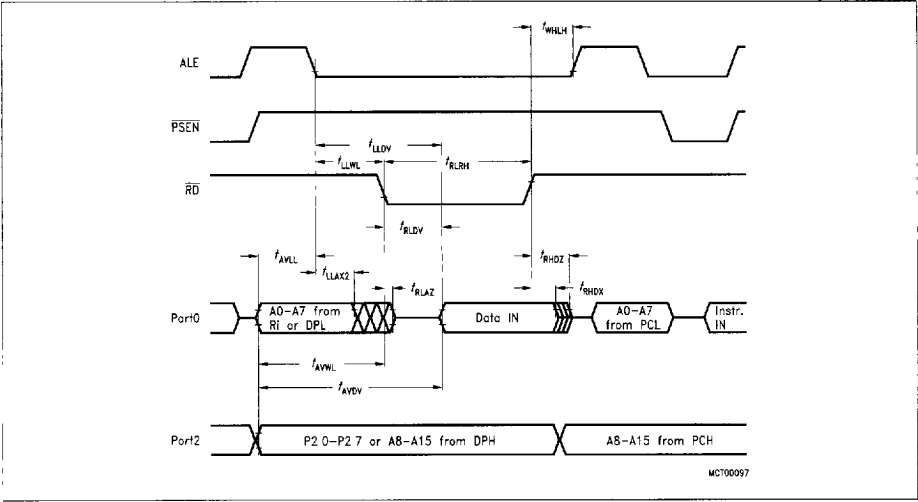 tWHLH
ALE
PSEN
tLLDV
tLLWL
tRLRH
RD
tRLDV
tAVLL
tRHDZ
tLLAX2
tRLAZ
tRHDX
Port0
A0-A7 from
Ri or DPL
Data IN
A0-A7
from PCL
Instr.
IN
tAVWL
tAVDV
Port2
P2 0-P2 7 or A8-A15 from DPH
A8-A15 from PCH
MCT00097